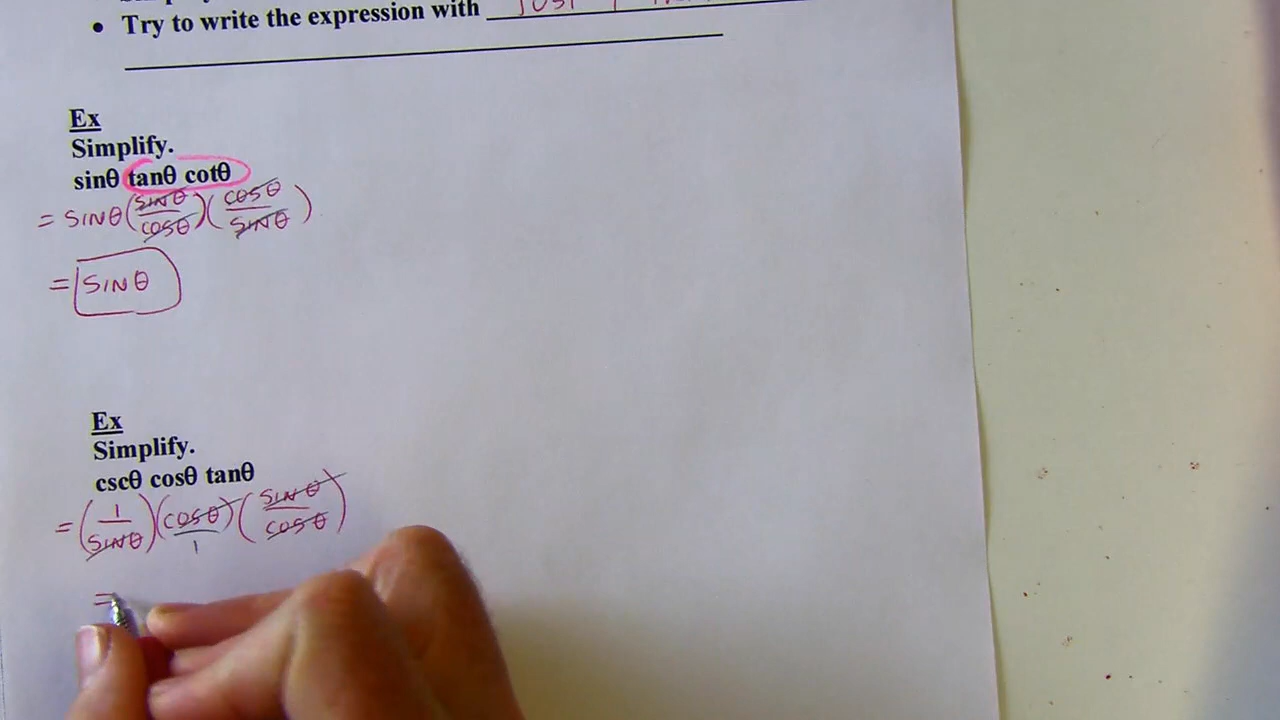 • Try to write the expression with
Ex
Simplify.
sinθ tanθ cotθ
= SINθ(SINθ/COSθ)(COSθ/SINθ)
= SINθ
Ex
Simplify.
cscθ cosθ tanθ
= (1/SINθ)(COSθ/1)(SINθ/COSθ)
=